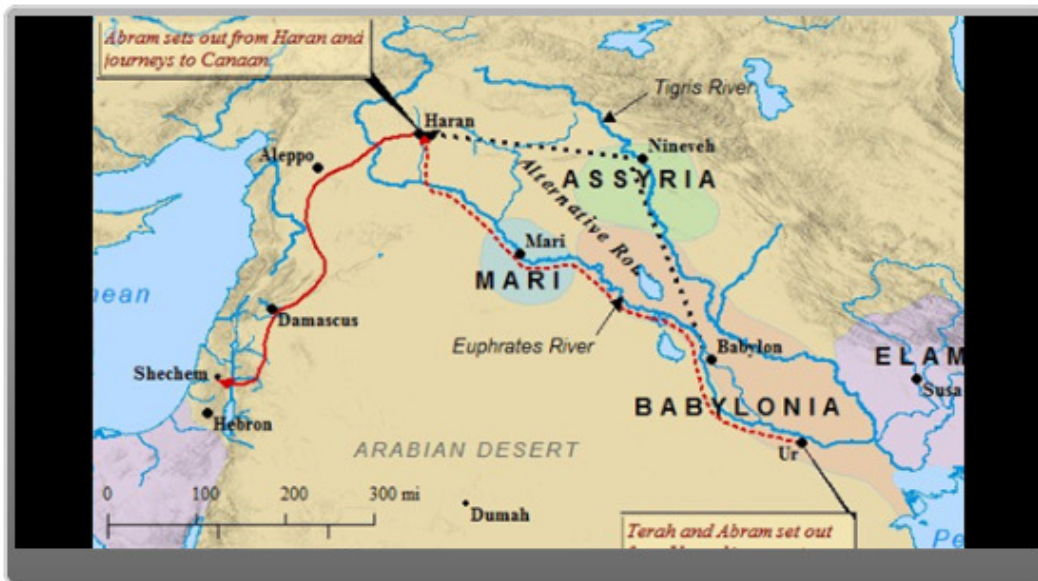 Abram sets out from Haran and
journeys to Canaan.
Tigris River
Haran
Nineveh
Aleppo
ASSYRIA
Alternative Rou
Mari
MARI
nean
Damascus
Euphrates River
Babylon
ELAM
Shechem
Susa
BABYLONIA
Hebron
Ur
ARABIAN DESERT
0 100 200 300 mi
Dumah
Terah and Abram set out
Pe